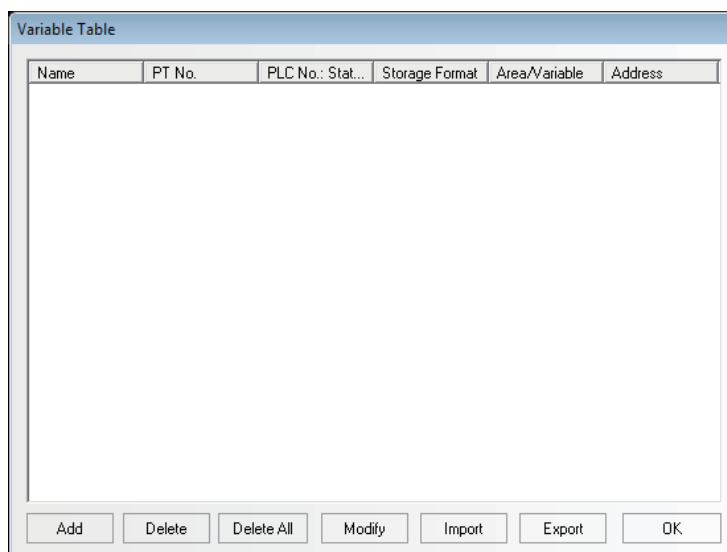 Variable Table
Name PT No. PLC No.: Stat... Storage Format Area/Variable Address
Add Delete Delete All Modify Import Export OK